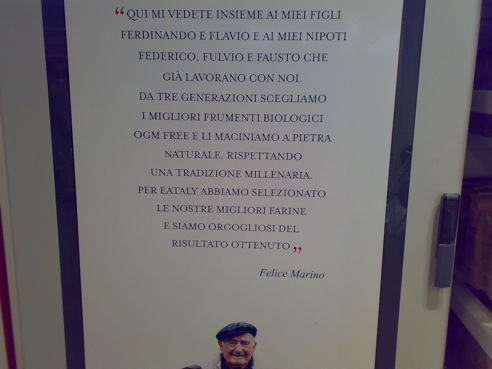 “QUI MI VEDETE INSIEME AI MIEI FIGLI
FERDINANDO E FLAVIO E AI MIEI NIPOTI
FEDERICO, FULVIO E FAUSTO CHE
GIÀ LAVORANO CON NOI.
DA TRE GENERAZIONI SCEGLIAMO
I MIGLIORI FRUMENTI BIOLOGICI
OGM FREE E LI MACINIAMO A PIETRA
NATURALE, RISPETTANDO
UNA TRADIZIONE MILLENARIA.
PER EATALY ABBIAMO SELEZIONATO
LE NOSTRE MIGLIORI FARINE
E SIAMO ORGOGLIOSI DEL
RISULTATO OTTENUTO„
Felice Marino